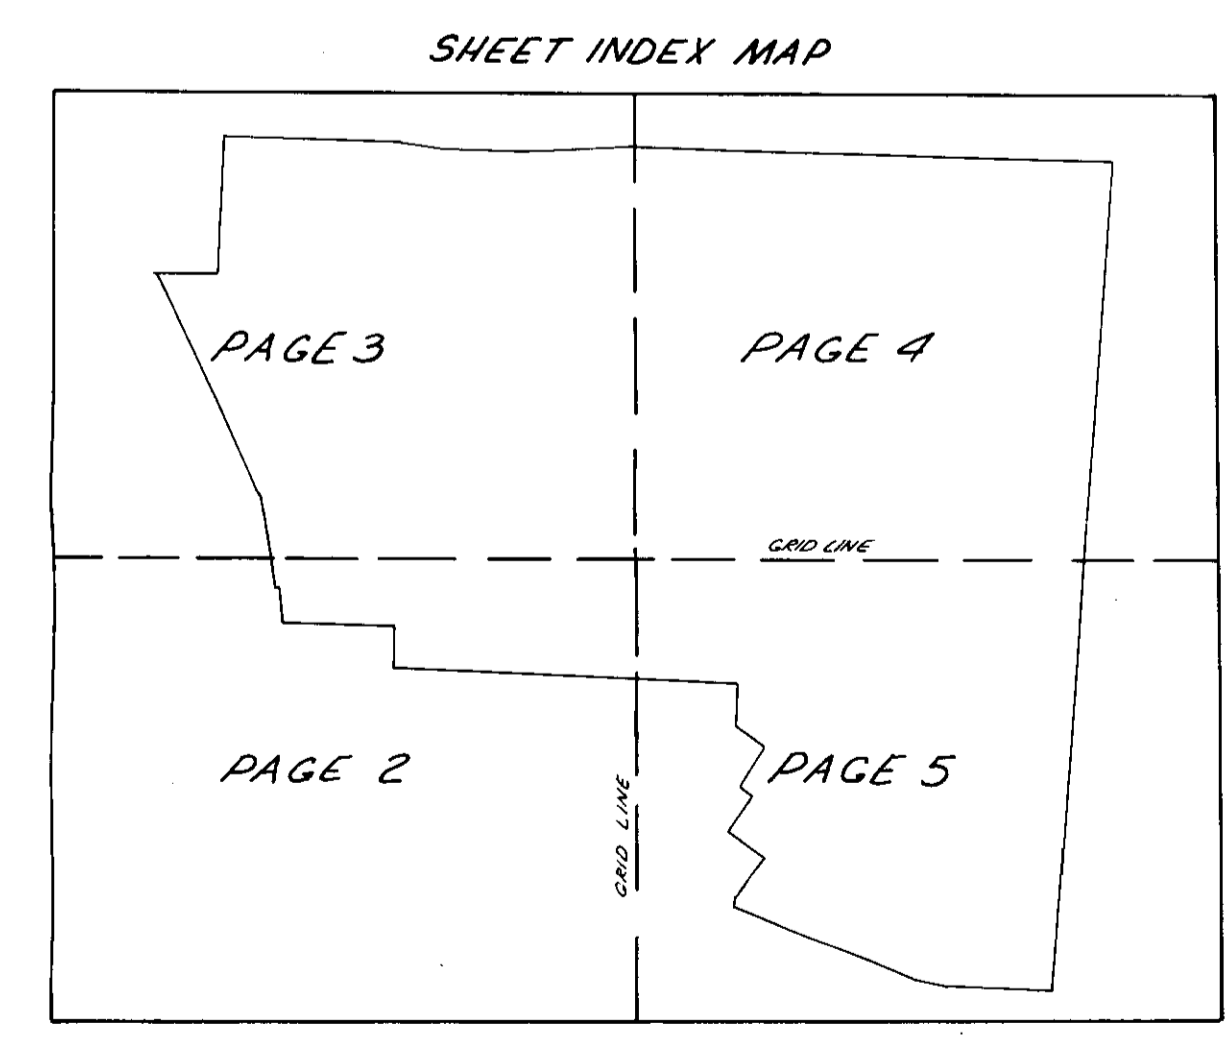 SHEET INDEX MAP
PAGE 3
PAGE 4
GRID LINE
PAGE 2
PAGE 5
GRID LINE